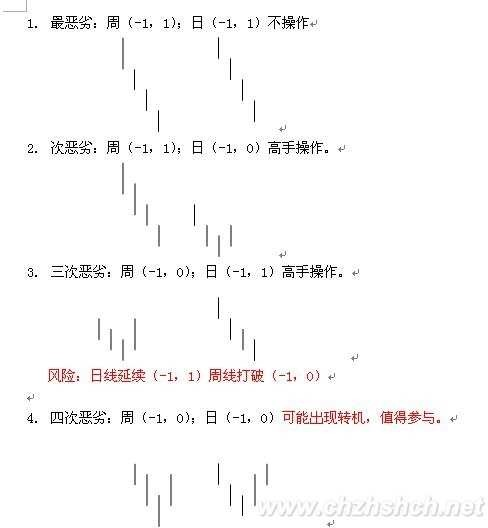 1. 最恶劣：周（-1，1）；日（-1，1）不操作
2. 次恶劣：周（-1，1）；日（-1，0）高手操作。
3. 三次恶劣：周（-1，0）；日（-1，1）高手操作。
风险：日线延续（-1，1）周线打破（-1，0）
4. 四次恶劣：周（-1，0）；日（-1，0）可能出现转机，值得参与。
www.chzhshch.net